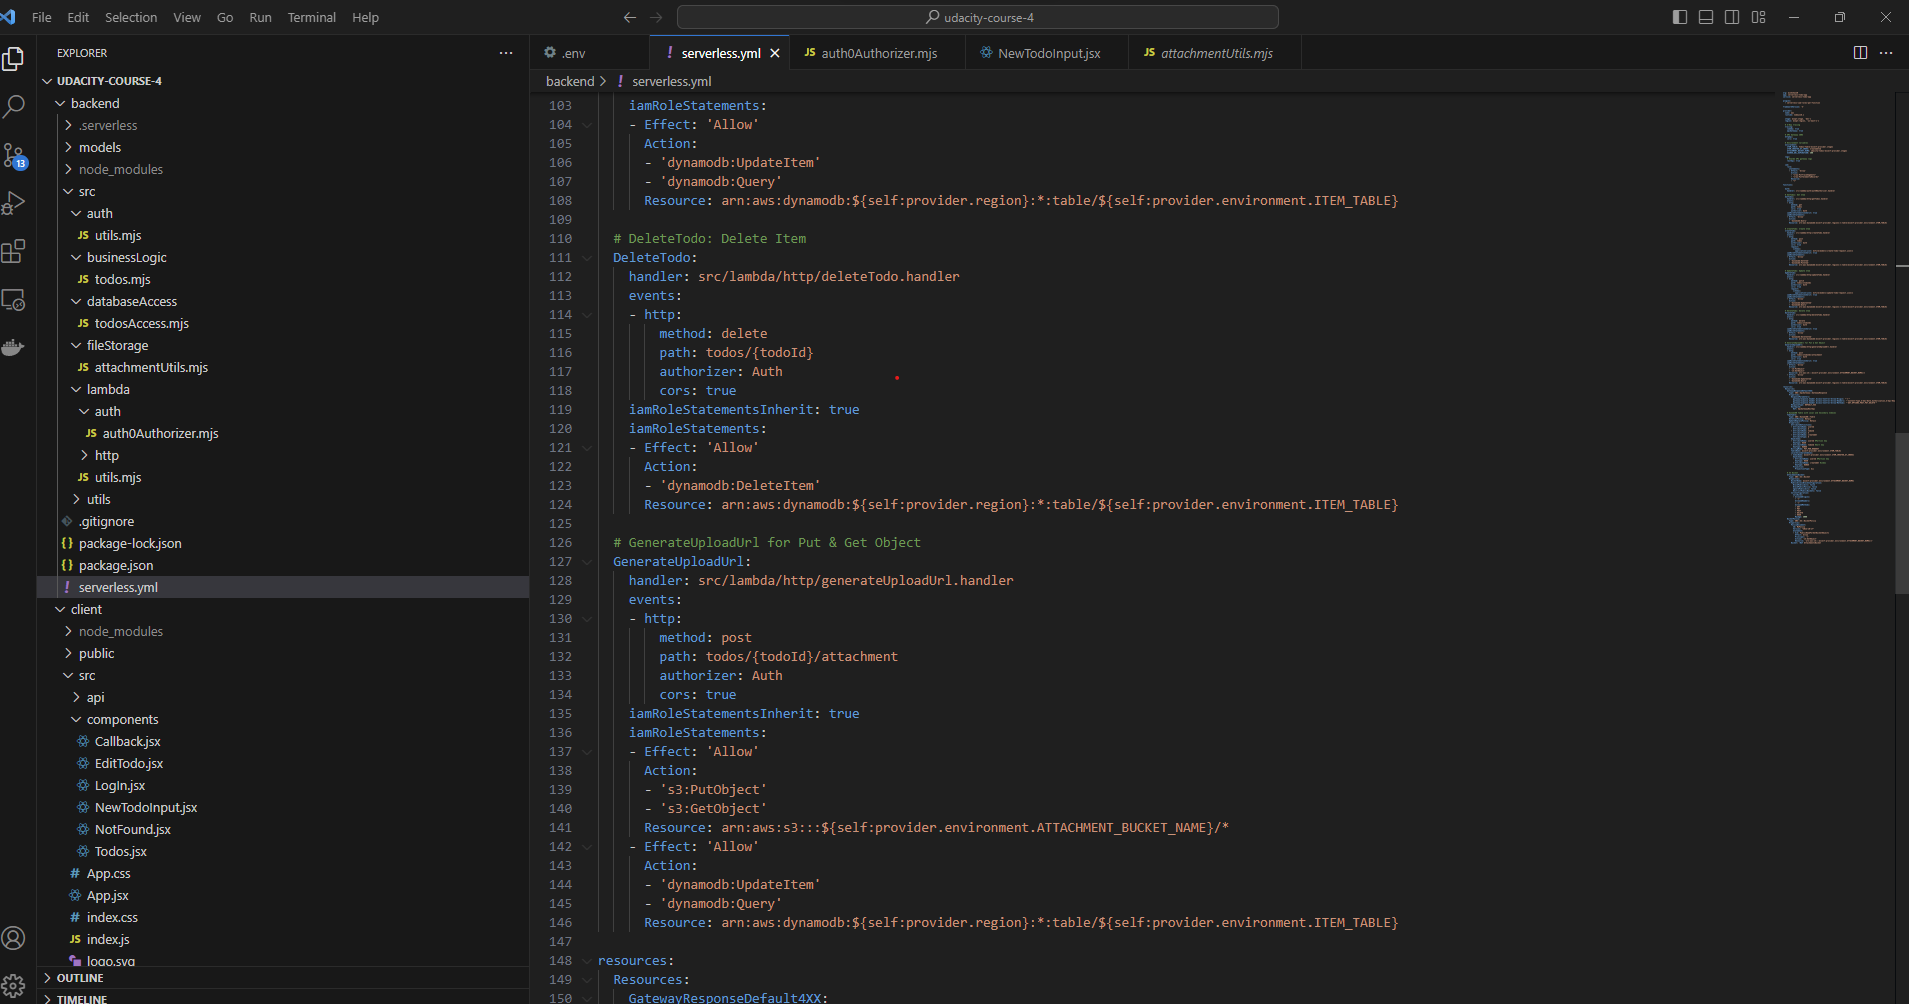 File Edit Selection View Go Run Terminal Help
udacity-course-4
EXPLORER
UDACITY-COURSE-4
backend
.serverless
models
node_modules
src
auth
JS utils.mjs
businessLogic
JS todos.mjs
databaseAccess
JS todosAccess.mjs
fileStorage
JS attachmentUtils.mjs
lambda
auth
JS auth0Authorizer.mjs
http
JS utils.mjs
utils
.gitignore
{} package-lock.json
{} package.json
! serverless.yml
client
node_modules
public
src
api
components
Callback.jsx
EditTodo.jsx
LogIn.jsx
NewTodoInput.jsx
NotFound.jsx
Todos.jsx
# App.css
App.jsx
# index.css
JS index.js
logo.svg
OUTLINE
TIMELINE
13
.env
! serverless.yml
JS auth0Authorizer.mjs
NewTodoInput.jsx
JS attachmentUtils.mjs
backend > ! serverless.yml
103 iamRoleStatements:
104 - Effect: 'Allow'
105 Action:
106 - 'dynamodb:UpdateItem'
107 - 'dynamodb:Query'
108 Resource: arn:aws:dynamodb:${self:provider.region}:*:table/${self:provider.environment.ITEM_TABLE}
109
110 # DeleteTodo: Delete Item
111 DeleteTodo:
112 handler: src/lambda/http/deleteTodo.handler
113 events:
114 - http:
115 method: delete
116 path: todos/{todoId}
117 authorizer: Auth
118 cors: true
119 iamRoleStatementsInherit: true
120 iamRoleStatements:
121 - Effect: 'Allow'
122 Action:
123 - 'dynamodb:DeleteItem'
124 Resource: arn:aws:dynamodb:${self:provider.region}:*:table/${self:provider.environment.ITEM_TABLE}
125
126 # GenerateUploadUrl for Put & Get Object
127 GenerateUploadUrl:
128 handler: src/lambda/http/generateUploadUrl.handler
129 events:
130 - http:
131 method: post
132 path: todos/{todoId}/attachment
133 authorizer: Auth
134 cors: true
135 iamRoleStatementsInherit: true
136 iamRoleStatements:
137 - Effect: 'Allow'
138 Action:
139 - 's3:PutObject'
140 - 's3:GetObject'
141 Resource: arn:aws:s3:::${self:provider.environment.ATTACHMENT_BUCKET_NAME}/*
142 - Effect: 'Allow'
143 Action:
144 - 'dynamodb:UpdateItem'
145 - 'dynamodb:Query'
146 Resource: arn:aws:dynamodb:${self:provider.region}:*:table/${self:provider.environment.ITEM_TABLE}
147
148 resources:
149 Resources:
150 GatewayResponseDefault4XX: